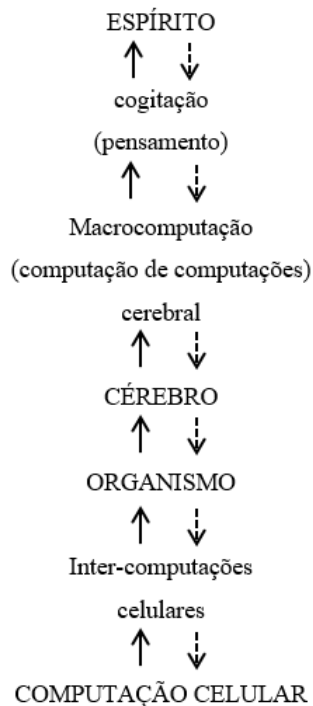 ESPÍRITO
cogitação
(pensamento)
Macrocomputação
(computação de computações)
cerebral
CÉREBRO
ORGANISMO
Inter-computações
celulares
COMPUTAÇÃO CELULAR